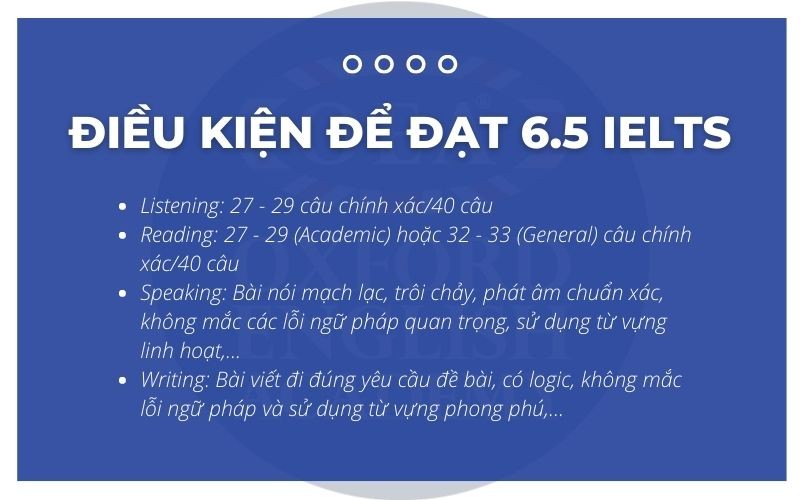 ĐIỀU KIỆN ĐỂ ĐẠT 6.5 IELTS
• Listening: 27 - 29 câu chính xác/40 câu
• Reading: 27 - 29 (Academic) hoặc 32 - 33 (General) câu chính
xác/40 câu
• Speaking: Bài nói mạch lạc, trôi chảy, phát âm chuẩn xác,
không mắc các lỗi ngữ pháp quan trọng, sử dụng từ vựng
linh hoạt,...
• Writing: Bài viết đi đúng yêu cầu đề bài, có logic, không mắc
lỗi ngữ pháp và sử dụng từ vựng phong phú,...
OEA
OXFORD
ENGLISH
ACADEMY